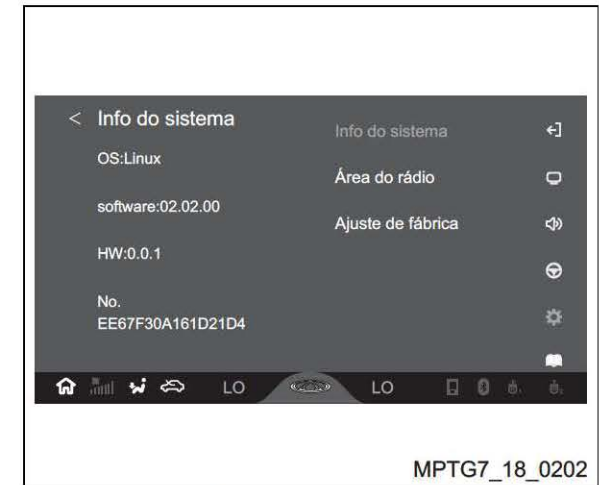 < Info do sistema
OS:Linux
software:02.02.00
HW:0.0.1
No.
EE67F30A161D21D4
Info do sistema
Área do rádio
Ajuste de fábrica
LO
LO
MPTG7_18_0202